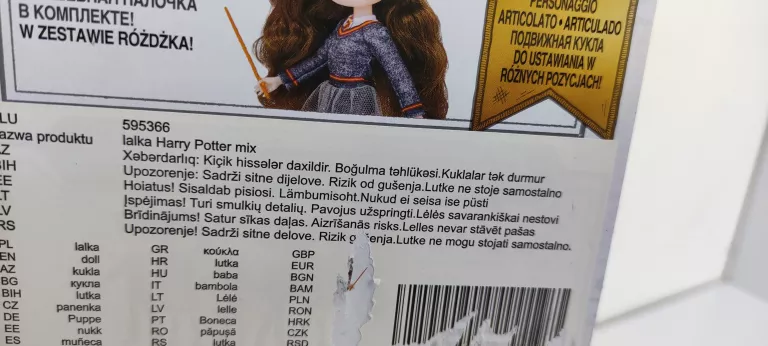 ПАЛОЧКА
В КОМПЛЕКТЕ!
W ZESTAWIE RÓŻDŻKA!
PERSONAGGIO
ARTICOLATO • ARTICULADO
ПОДВИЖНАЯ КУКЛА
DO USTAWIANIA W
RÓŻNYCH POZYCJACH!
LU 595366
azwa produktu lalka Harry Potter mix
AZ Xəbərdarlıq: Kiçik hissələr daxildir. Boğulma təhlükəsi.Kuklalar tək durmur
BIH Upozorenje: Sadrži sitne dijelove. Rizik od gušenja.Lutke ne stoje samostalno
EE Hoiatus! Sisaldab pisiosi. Lämbumisoht.Nukud ei seisa ise püsti
LT Įspėjimas! Turi smulkių detalių. Pavojus užspringti.Lėlės savarankiškai nestovi
LV Brīdinājums! Satur sīkas daļas. Aizrīšanās risks.Lelles nevar stāvēt pašas
RS Upozorenje! Sadrži sitne delove. Rizik gušenja.Lutke ne mogu stojati samostalno.
PL lalka GR κούκλα GBP
EN doll HR lutka EUR
AZ kukla HU baba BGN
BG кукла IT bambola BAM
BIH lutka LT Lėlė PLN
CZ panenka LV lelle RON
DE Puppe PT Boneca HRK
EE nukk RO păpuşă CZK
ES muñeca RS lutka RSD